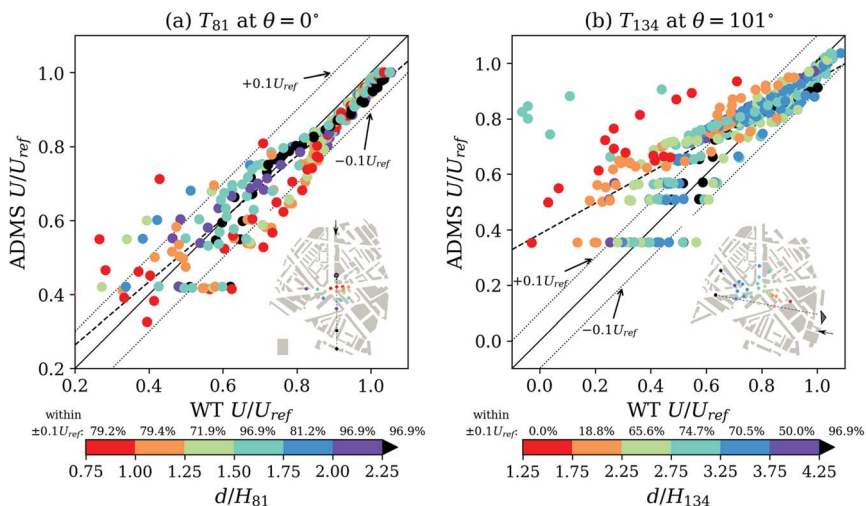 (a) T81 at θ = 0°
ADMS U/Uref
1.0
0.8
0.6
0.4
0.2
+0.1Uref
−0.1Uref
0.2 0.4 0.6 0.8 1.0
WT U/Uref
within
±0.1Uref: 79.2% 79.4% 71.9% 96.9% 81.2% 96.9% 96.9%
0.75 1.00 1.25 1.50 1.75 2.00 2.25
d/H81
(b) T134 at θ = 101°
ADMS U/Uref
1.0
0.8
0.6
0.4
0.2
0.0
+0.1Uref
−0.1Uref
0.0 0.2 0.4 0.6 0.8 1.0
WT U/Uref
within
±0.1Uref: 0.0% 18.8% 65.6% 74.7% 70.5% 50.0% 96.9%
1.25 1.75 2.25 2.75 3.25 3.75 4.25
d/H134